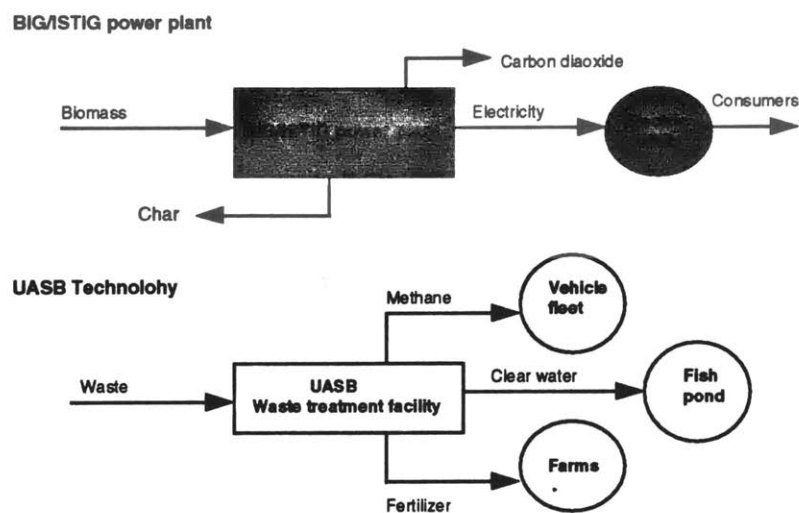 BIG/ISTIG power plant
Carbon diaoxide
Biomass
Electricity
Consumers
Char
UASB Technolohy
Methane
Vehicle
fleet
Waste
UASB
Waste treatment facility
Clear water
Fish
pond
Farms
Fertilizer